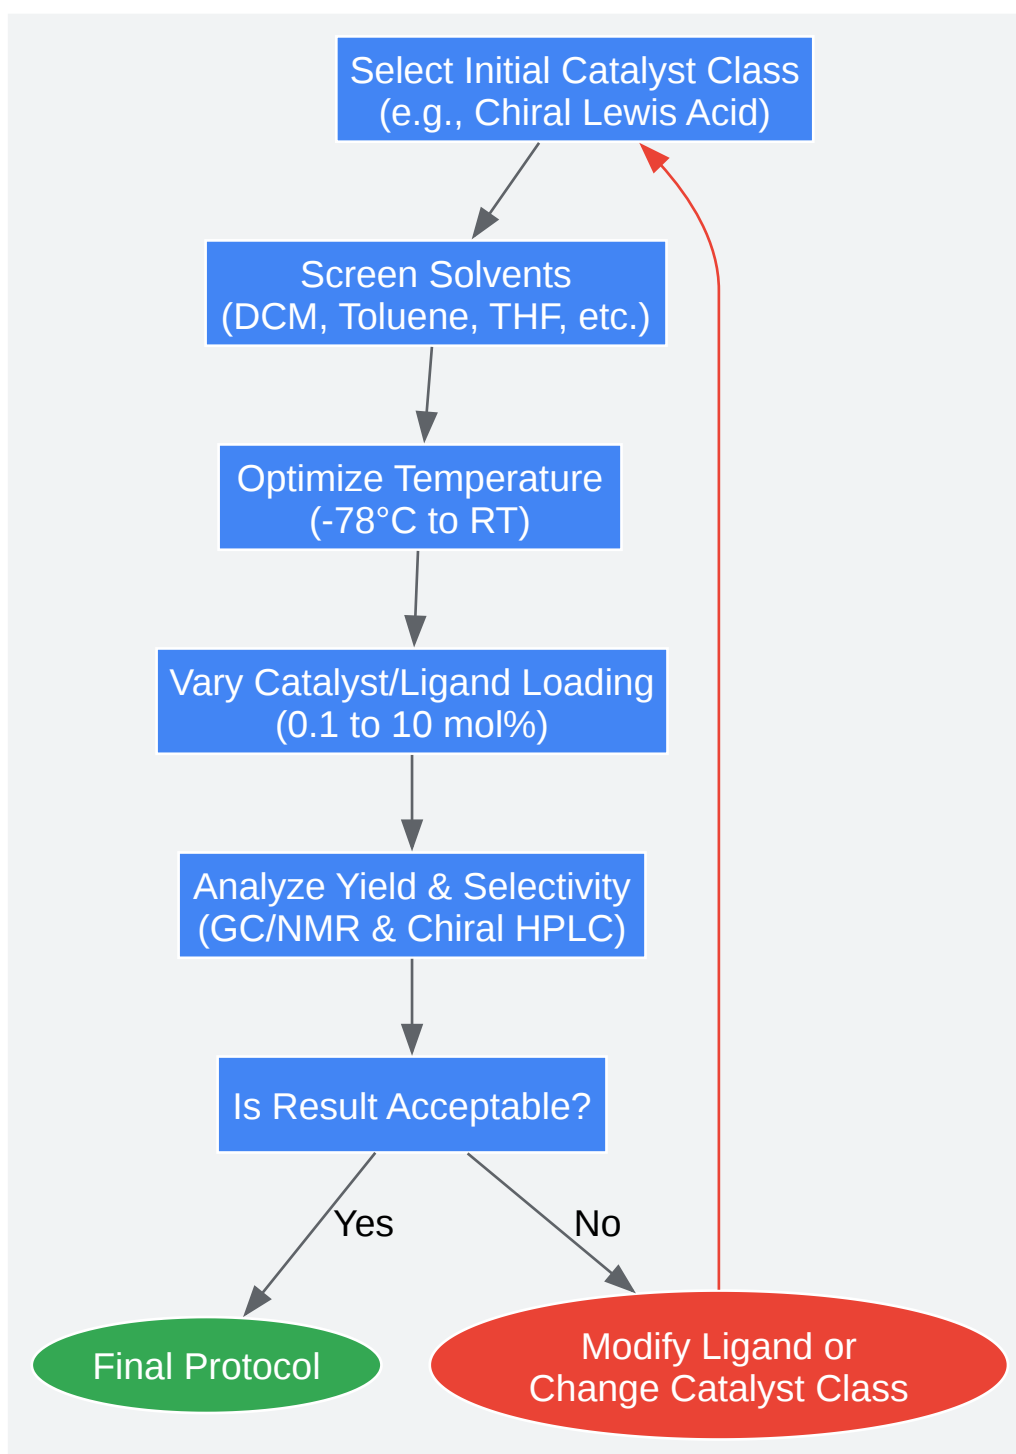 Select Initial Catalyst Class
(e.g., Chiral Lewis Acid)
Screen Solvents
(DCM, Toluene, THF, etc.)
Optimize Temperature
(-78°C to RT)
Vary Catalyst/Ligand Loading
(0.1 to 10 mol%)
Analyze Yield & Selectivity
(GC/NMR & Chiral HPLC)
Is Result Acceptable?
Yes
No
Final Protocol
Modify Ligand or
Change Catalyst Class